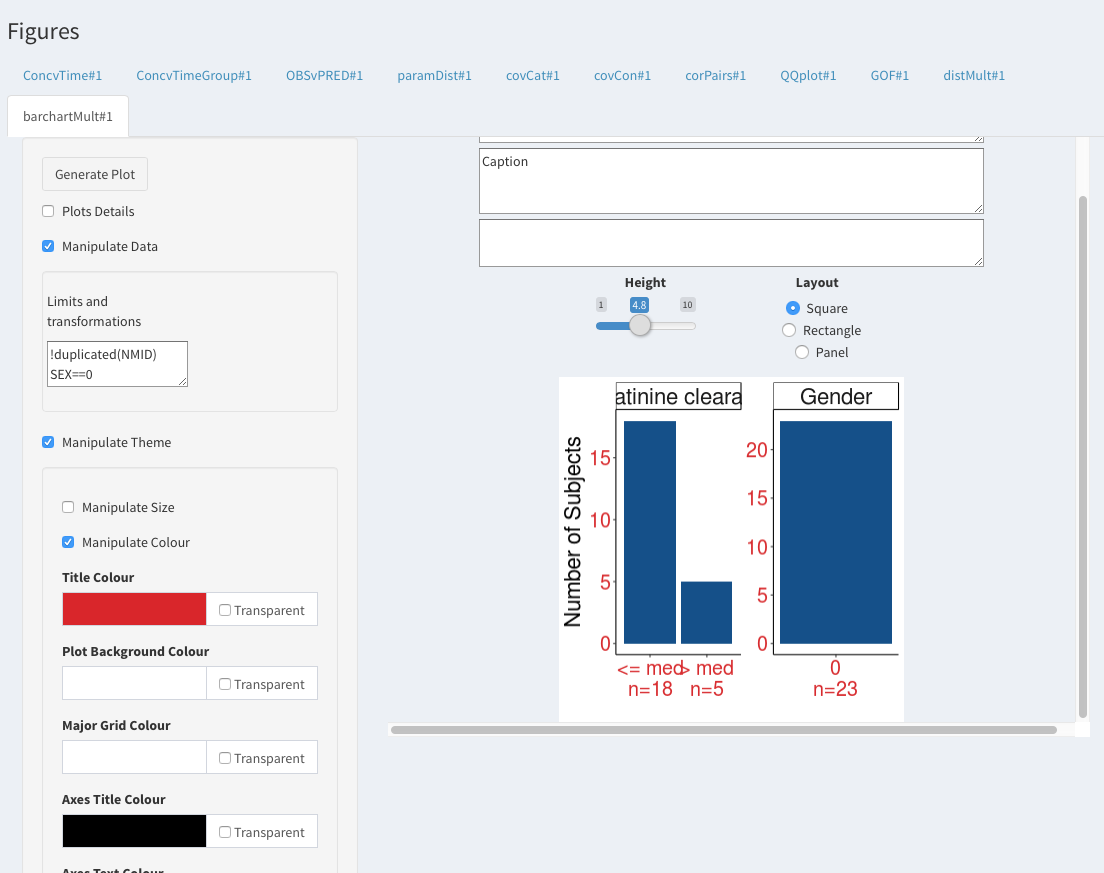 Figures
ConcvTime#1
ConcvTimeGroup#1
OBSvPRED#1
paramDist#1
covCat#1
covCon#1
corPairs#1
QQplot#1
GOF#1
distMult#1
barchartMult#1
Generate Plot
Plots Details
Manipulate Data
Limits and
transformations
!duplicated(NMID)
SEX==0
Manipulate Theme
Manipulate Size
Manipulate Colour
Title Colour
Transparent
Plot Background Colour
Transparent
Major Grid Colour
Transparent
Axes Title Colour
Transparent
Axes Text Colour
Caption
Height
1
4.8
10
Layout
Square
Rectangle
Panel
atinine cleara
Gender
Number of Subjects
15
10
5
0
<= med
> med
n=18
n=5
20
15
10
5
0
0
n=23